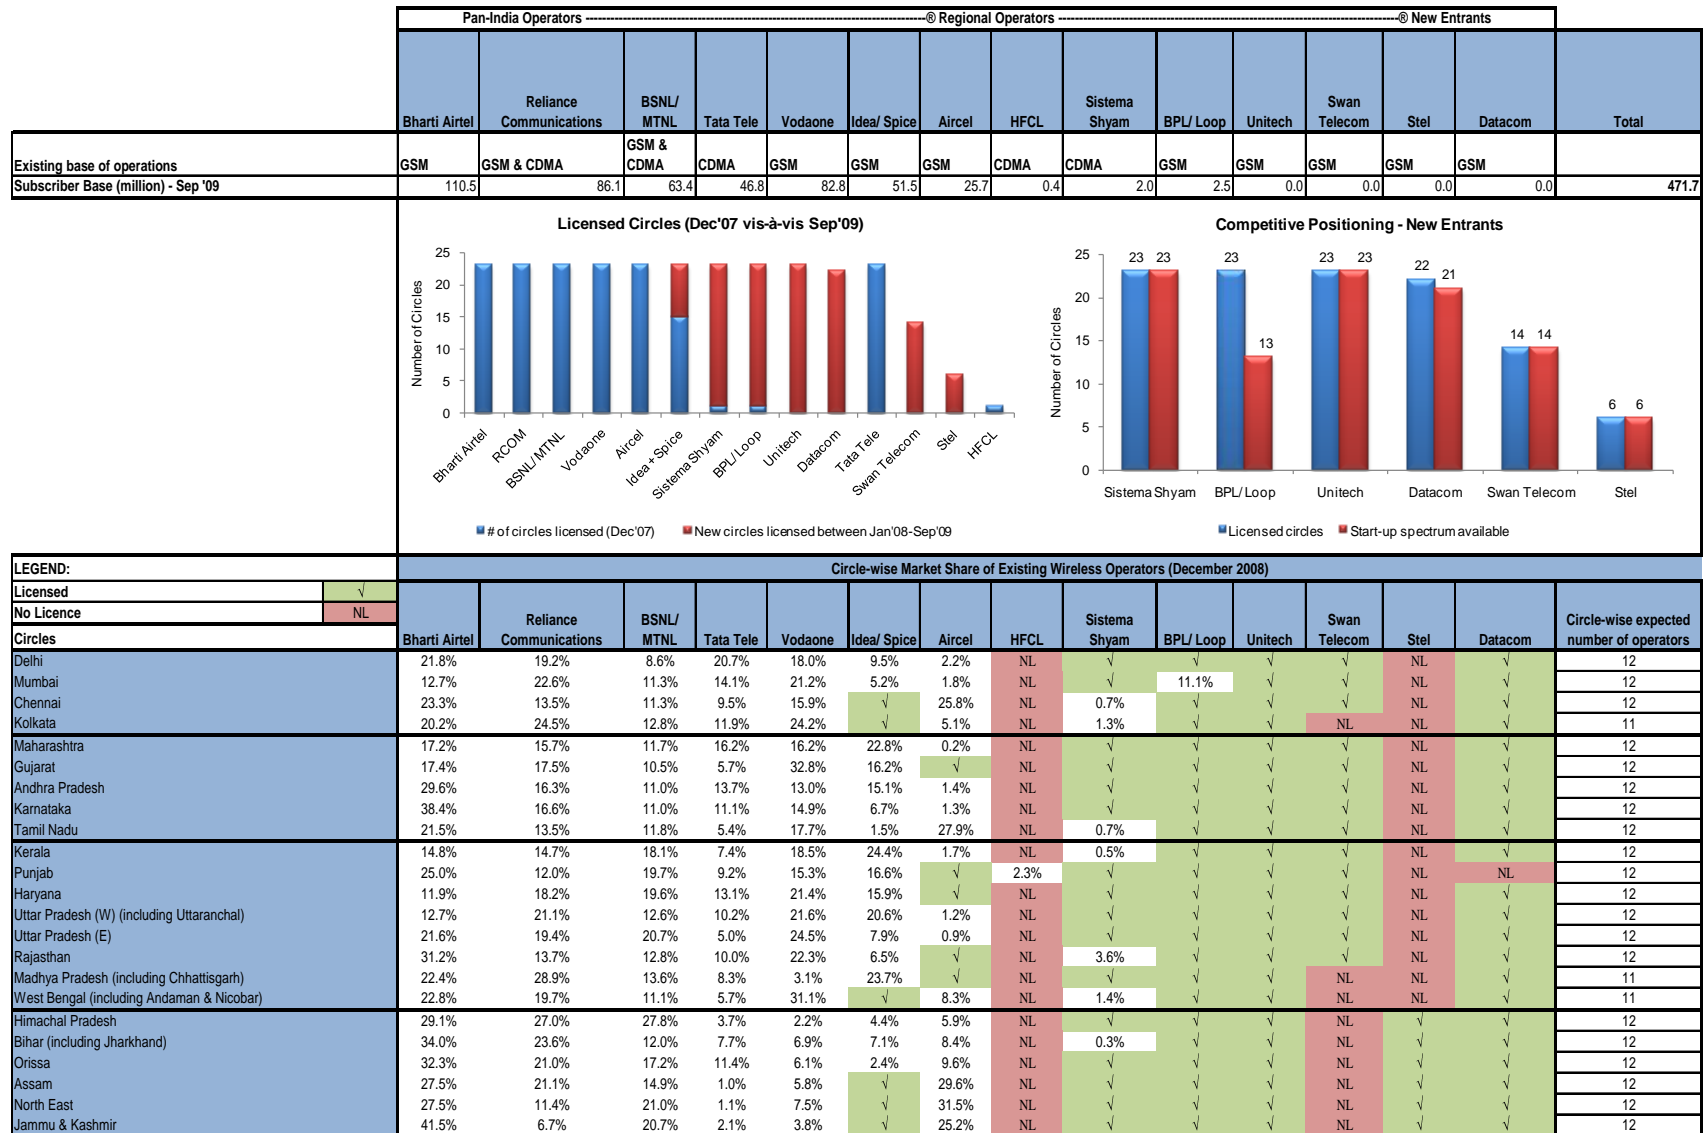 Pan-India Operators ----------------------------------------------------------------------------------® Regional Operators ----------------------------------------------------------------------------------® New Entrants
Bharti Airtel Reliance Communications BSNL/ MTNL Tata Tele Vodaone Idea/ Spice Aircel HFCL Sistema Shyam BPL/ Loop Unitech Swan Telecom Stel Datacom Total
Existing base of operations GSM GSM & CDMA GSM & CDMA CDMA GSM GSM GSM CDMA CDMA GSM GSM GSM GSM GSM
Subscriber Base (million) - Sep '09 110.5 86.1 63.4 46.8 82.8 51.5 25.7 0.4 2.0 2.5 0.0 0.0 0.0 0.0 471.7
Licensed Circles (Dec'07 vis-à-vis Sep'09)
Number of Circles
25
20
15
10
5
0
Bharti Airtel RCOM BSNL/ MTNL Vodaone Aircel Idea + Spice Sistema Shyam BPL/ Loop Unitech Datacom Tata Tele Swan Telecom Stel HFCL
# of circles licensed (Dec'07) New circles licensed between Jan'08-Sep'09
Competitive Positioning - New Entrants
Number of Circles
25
20
15
10
5
0
23 23 23 13 23 23 22 21 14 14 6 6
Sistema Shyam BPL/ Loop Unitech Datacom Swan Telecom Stel
Licensed circles Start-up spectrum available
LEGEND: Circle-wise Market Share of Existing Wireless Operators (December 2008)
Licensed √
No Licence NL
Circles Bharti Airtel Reliance Communications BSNL/ MTNL Tata Tele Vodaone Idea/ Spice Aircel HFCL Sistema Shyam BPL/ Loop Unitech Swan Telecom Stel Datacom Circle-wise expected number of operators
Delhi 21.8% 19.2% 8.6% 20.7% 18.0% 9.5% 2.2% NL √ √ √ √ NL √ 12
Mumbai 12.7% 22.6% 11.3% 14.1% 21.2% 5.2% 1.8% NL √ 11.1% √ √ NL √ 12
Chennai 23.3% 13.5% 11.3% 9.5% 15.9% √ 25.8% NL 0.7% √ √ √ NL √ 12
Kolkata 20.2% 24.5% 12.8% 11.9% 24.2% √ 5.1% NL 1.3% √ √ NL NL √ 11
Maharashtra 17.2% 15.7% 11.7% 16.2% 16.2% 22.8% 0.2% NL √ √ √ √ NL √ 12
Gujarat 17.4% 17.5% 10.5% 5.7% 32.8% 16.2% √ NL √ √ √ √ NL √ 12
Andhra Pradesh 29.6% 16.3% 11.0% 13.7% 13.0% 15.1% 1.4% NL √ √ √ √ NL √ 12
Karnataka 38.4% 16.6% 11.0% 11.1% 14.9% 6.7% 1.3% NL √ √ √ √ NL √ 12
Tamil Nadu 21.5% 13.5% 11.8% 5.4% 17.7% 1.5% 27.9% NL 0.7% √ √ √ NL √ 12
Kerala 14.8% 14.7% 18.1% 7.4% 18.5% 24.4% 1.7% NL 0.5% √ √ √ NL √ 12
Punjab 25.0% 12.0% 19.7% 9.2% 15.3% 16.6% √ 2.3% √ √ √ √ NL NL 12
Haryana 11.9% 18.2% 19.6% 13.1% 21.4% 15.9% √ NL √ √ √ √ NL √ 12
Uttar Pradesh (W) (including Uttaranchal) 12.7% 21.1% 12.6% 10.2% 21.6% 20.6% 1.2% NL √ √ √ √ NL √ 12
Uttar Pradesh (E) 21.6% 19.4% 20.7% 5.0% 24.5% 7.9% 0.9% NL √ √ √ √ NL √ 12
Rajasthan 31.2% 13.7% 12.8% 10.0% 22.3% 6.5% √ NL 3.6% √ √ √ NL √ 12
Madhya Pradesh (including Chhattisgarh) 22.4% 28.9% 13.6% 8.3% 3.1% 23.7% √ NL √ √ √ NL NL √ 11
West Bengal (including Andaman & Nicobar) 22.8% 19.7% 11.1% 5.7% 31.1% √ 8.3% NL 1.4% √ √ NL NL √ 11
Himachal Pradesh 29.1% 27.0% 27.8% 3.7% 2.2% 4.4% 5.9% NL √ √ √ NL √ √ 12
Bihar (including Jharkhand) 34.0% 23.6% 12.0% 7.7% 6.9% 7.1% 8.4% NL 0.3% √ √ NL √ √ 12
Orissa 32.3% 21.0% 17.2% 11.4% 6.1% 2.4% 9.6% NL √ √ √ NL √ √ 12
Assam 27.5% 21.1% 14.9% 1.0% 5.8% √ 29.6% NL √ √ √ NL √ √ 12
North East 27.5% 11.4% 21.0% 1.1% 7.5% √ 31.5% NL √ √ √ NL √ √ 12
Jammu & Kashmir 41.5% 6.7% 20.7% 2.1% 3.8% √ 25.2% NL √ √ √ NL √ √ 12